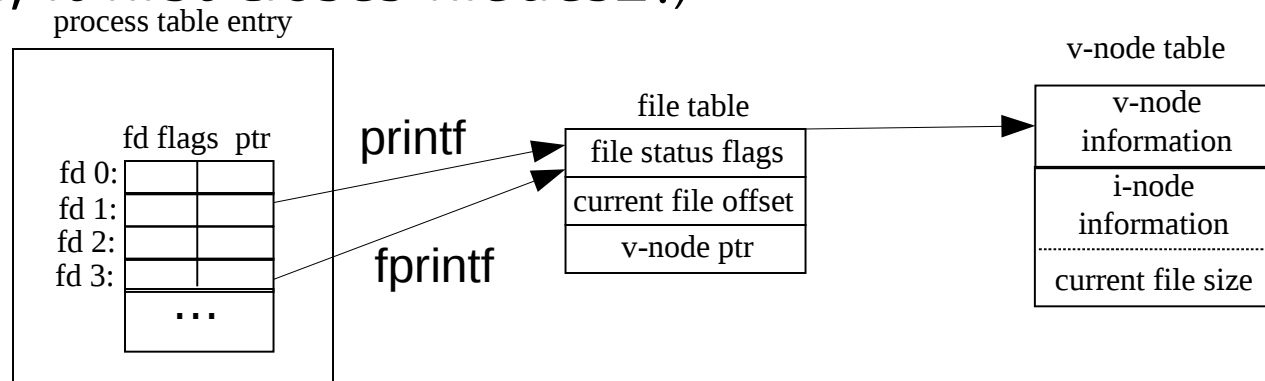 process table entry
fd flags ptr
fd 0:
fd 1:
fd 2:
fd 3:
...
printf
fprintf
file table
file status flags
current file offset
v-node ptr
v-node table
v-node
information
i-node
information
current file size